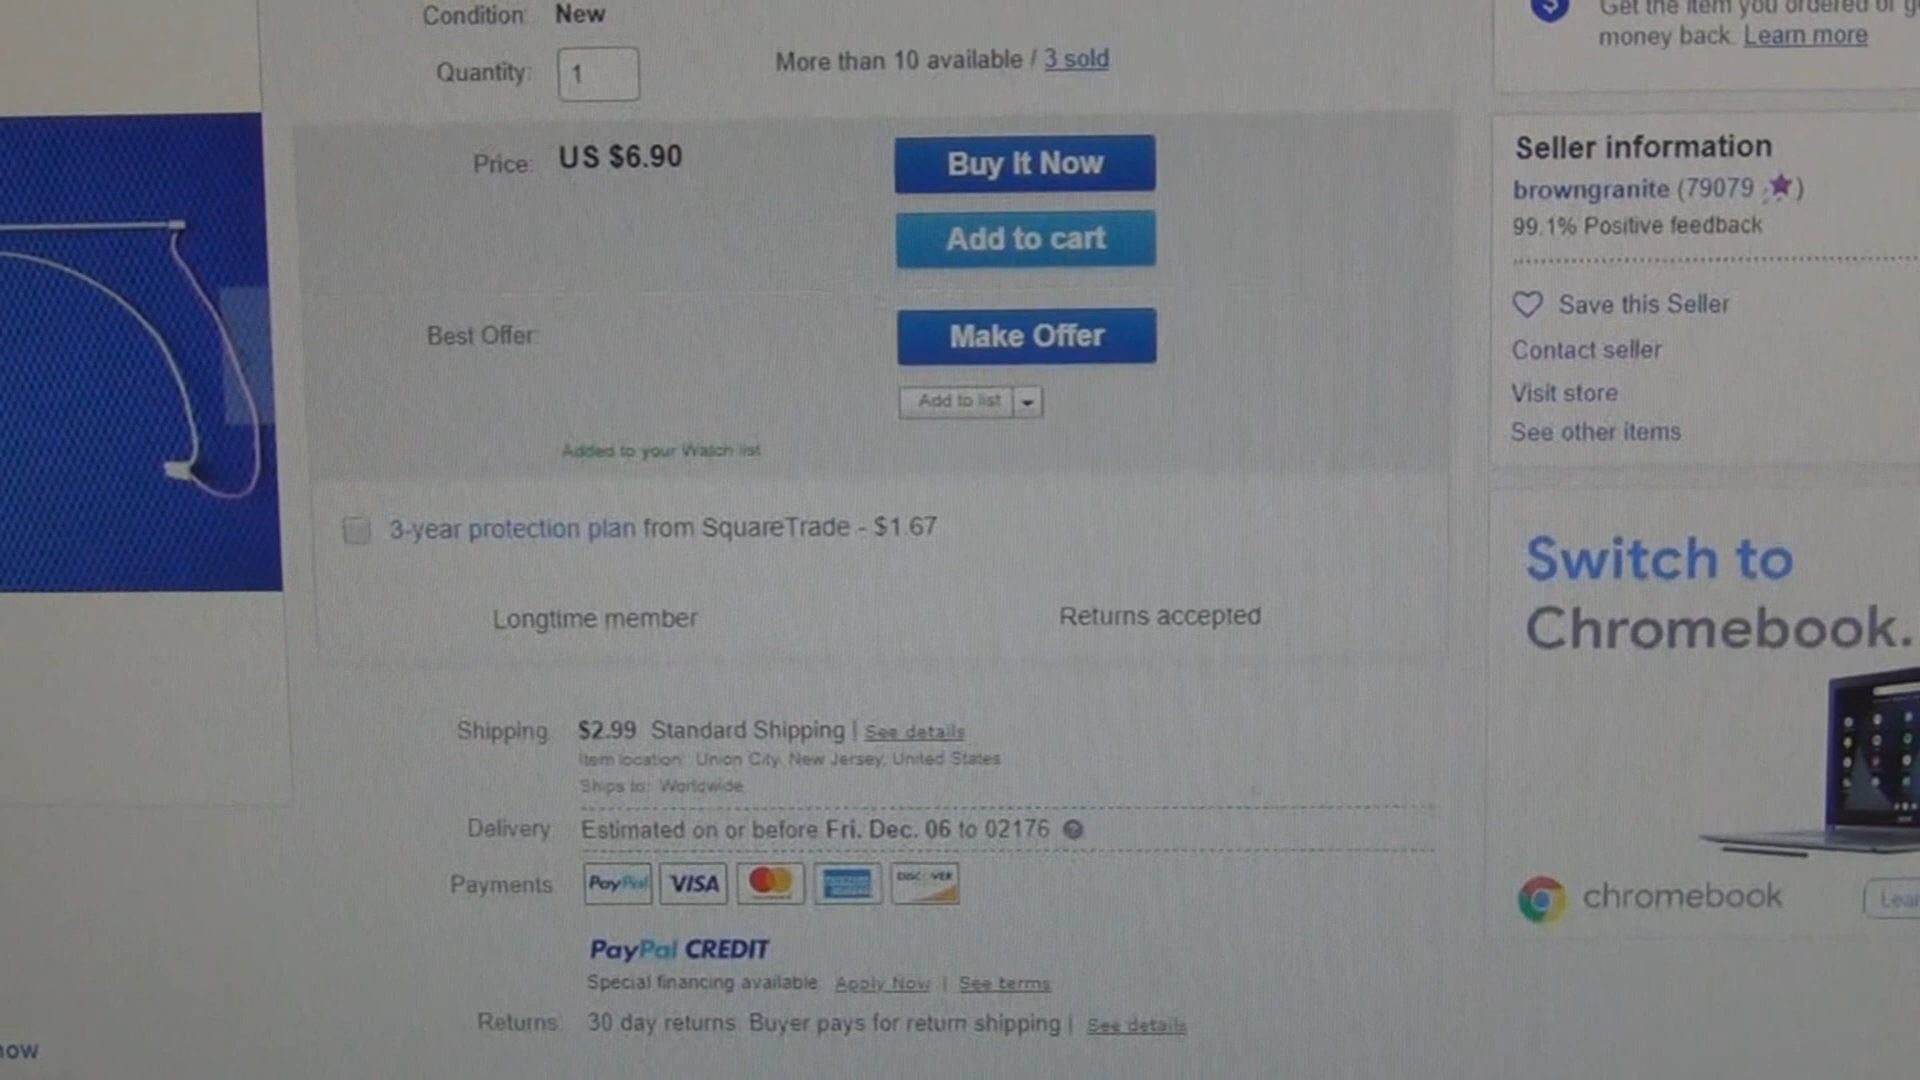 Condition: New
Quantity: 1
More than 10 available / 3 sold
Price: US $6.90
Buy It Now
Add to cart
Best Offer:
Make Offer
Add to list
Added to your Watch list
3-year protection plan from SquareTrade - $1.67
Longtime member
Returns accepted
Shipping $2.99 Standard Shipping | See details
Item location: Union City, New Jersey, United States
Ships to: Worldwide
Delivery Estimated on or before Fri. Dec. 06 to 02176
Payments PayPal VISA DISCOVER
PayPal CREDIT
Special financing available. Apply Now | See terms
Returns: 30 day returns. Buyer pays for return shipping | See details
Get the item you ordered or
money back. Learn more
Seller information
browngranite (79079 )
99.1% Positive feedback
Save this Seller
Contact seller
Visit store
See other items
Switch to
Chromebook.
chromebook